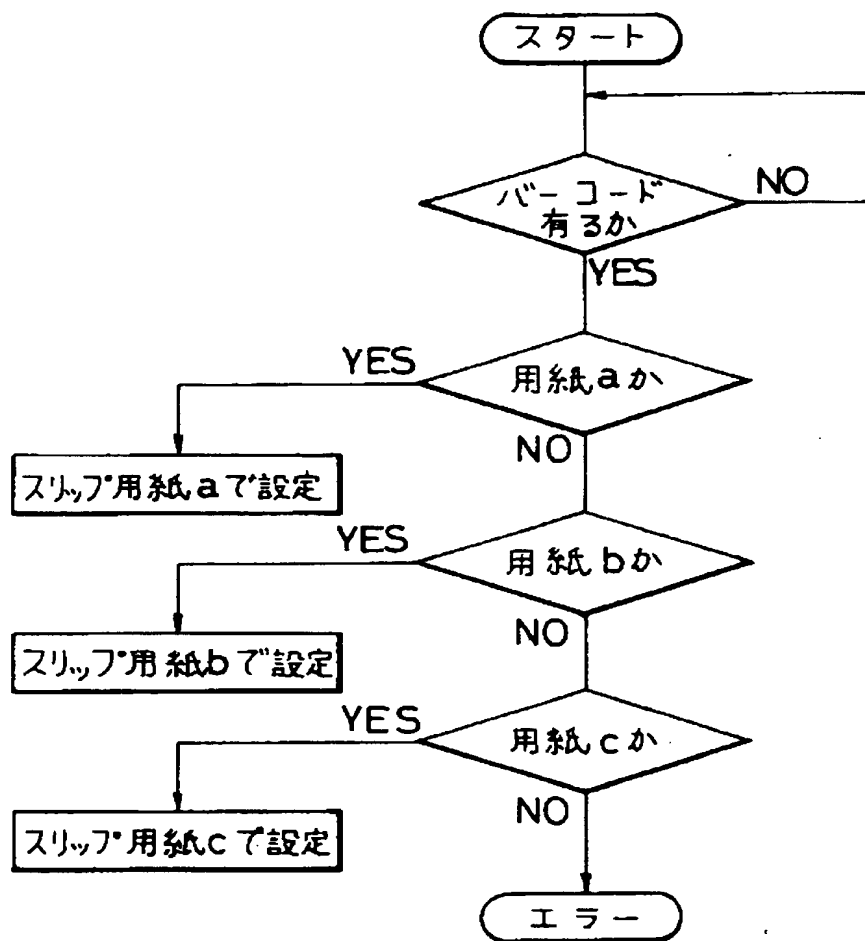 スタート
バーコード
有るか
NO
YES
用紙aか
YES
NO
スリップ用紙aで設定
用紙bか
YES
NO
スリップ用紙bで設定
用紙cか
YES
NO
スリップ用紙cで設定
エラー